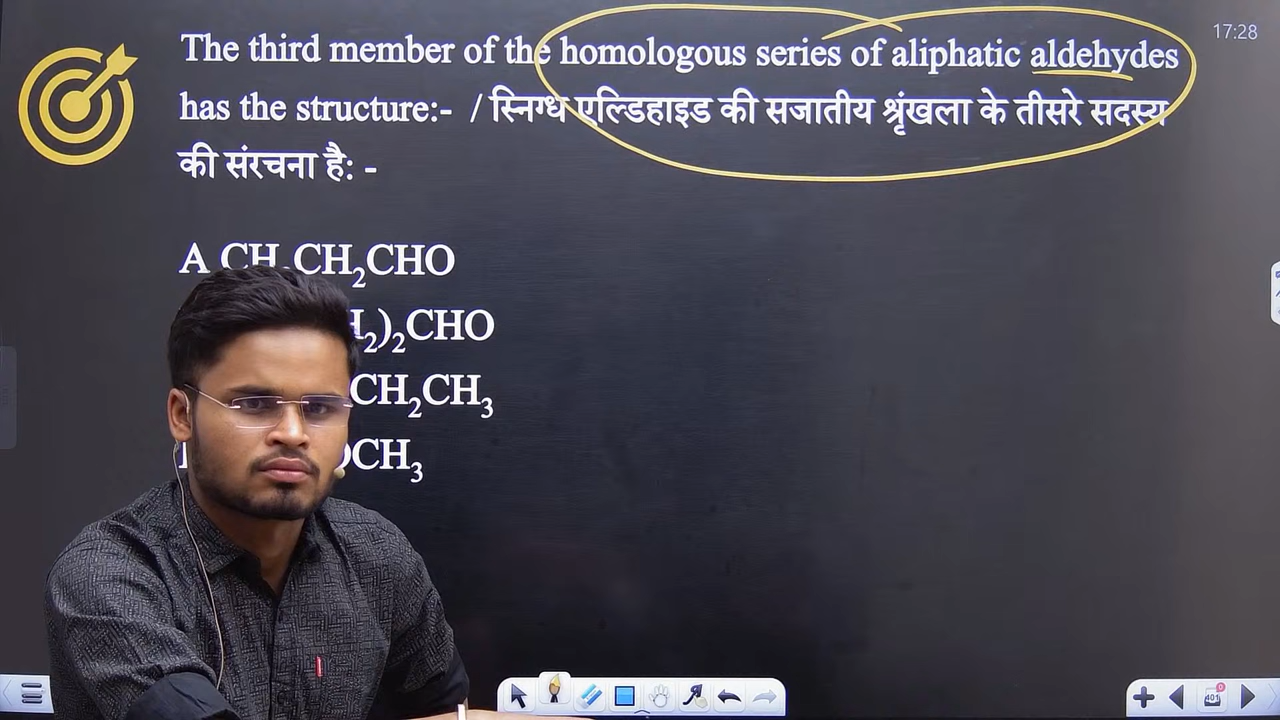 17:28
The third member of the homologous series of aliphatic aldehydes
has the structure:- / स्निग्ध एल्डिहाइड की सजातीय श्रृंखला के तीसरे सदस्य
की संरचना है: -
A CH CH₂CHO
₂)₂CHO
CH₂CH₃
CH₃
401